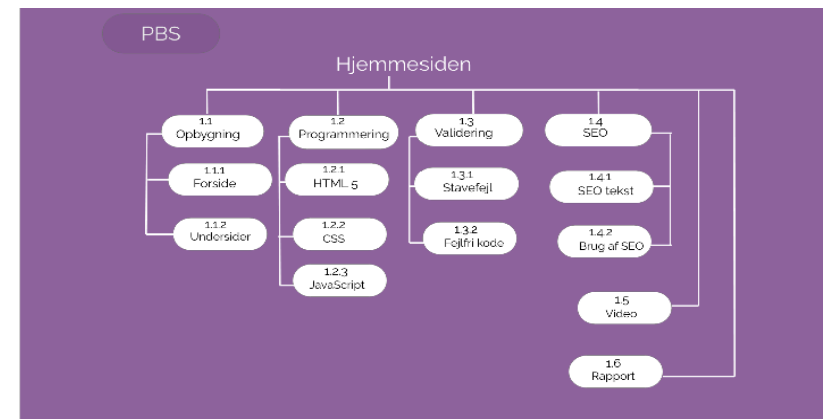 PBS
Hjemmesiden
1.1
Opbygning
1.1.1
Forside
1.1.2
Undersider
1.2
Programmering
1.2.1
HTML 5
1.2.2
CSS
1.2.3
JavaScript
1.3
Validering
1.3.1
Stavefejl
1.3.2
Fejlfri kode
1.4
SEO
1.4.1
SEO tekst
1.4.2
Brug af SEO
1.5
Video
1.6
Rapport